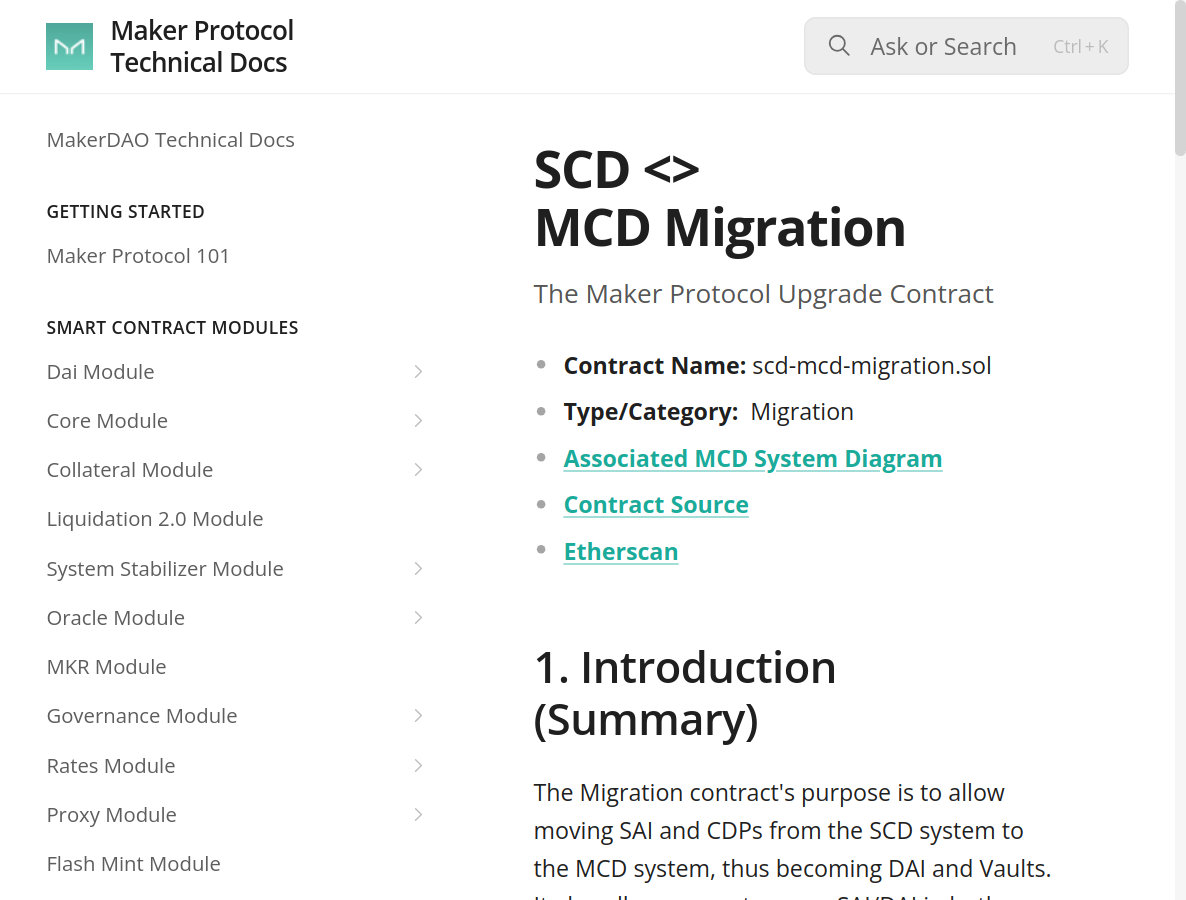 Maker Protocol
Technical Docs
Ask or Search
Ctrl + K
MakerDAO Technical Docs
GETTING STARTED
Maker Protocol 101
SMART CONTRACT MODULES
Dai Module
Core Module
Collateral Module
Liquidation 2.0 Module
System Stabilizer Module
Oracle Module
MKR Module
Governance Module
Rates Module
Proxy Module
Flash Mint Module
SCD <>
MCD Migration
The Maker Protocol Upgrade Contract
Contract Name: scd-mcd-migration.sol
Type/Category: Migration
Associated MCD System Diagram
Contract Source
Etherscan
1. Introduction
(Summary)
The Migration contract's purpose is to allow
moving SAI and CDPs from the SCD system to
the MCD system, thus becoming DAI and Vaults.